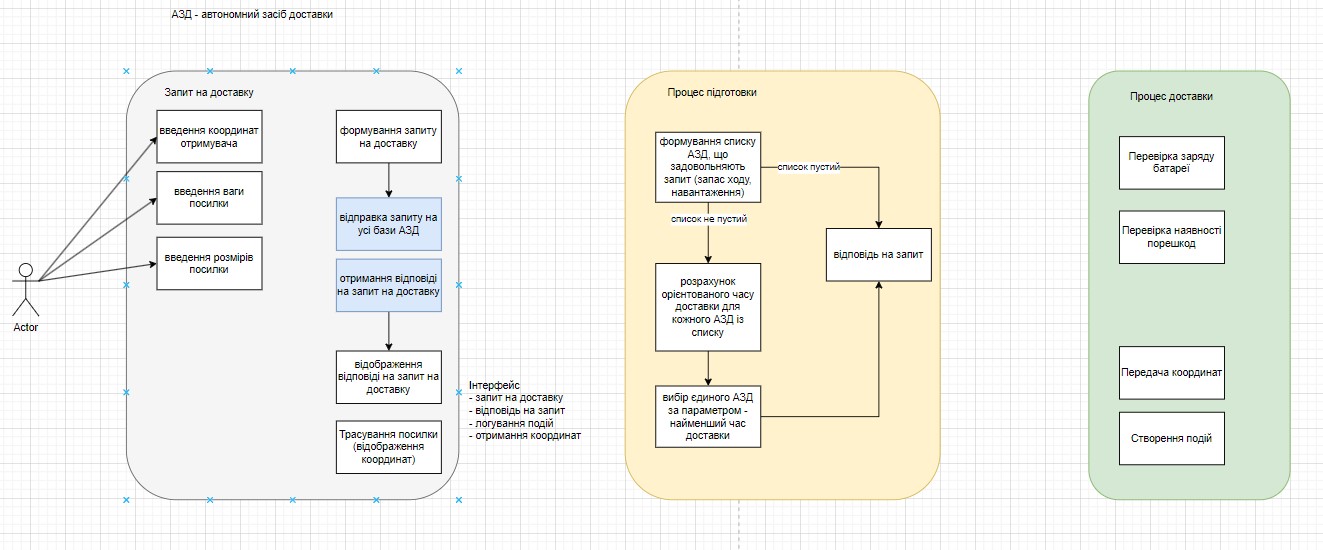 АЗД - автономний засіб доставки
Запит на доставку
введення координат
отримувача
введення ваги
посилки
введення розмірів
посилки
Actor
формування запиту
на доставку
відправка запиту на
усі бази АЗД
отримання відповіді
на запит на доставку
відображення
відповіді на запит на
доставку
Трасування посилки
(відображення
координат)
Інтерфейс
- запит на доставку
- відповідь на запит
- логування подій
- отримання координат
Процес підготовки
формування списку
АЗД, що
задовольняють
запит (запас ходу,
навантаження)
список пустий
список не пустий
відповідь на запит
розрахунок
орієнтованого часу
доставки для
кожного АЗД із
списку
вибір єдиного АЗД
за параметром -
найменший час
доставки
Процес доставки
Перевірка заряду
батареї
Перевірка наявності
порешкод
Передача координат
Створення подій